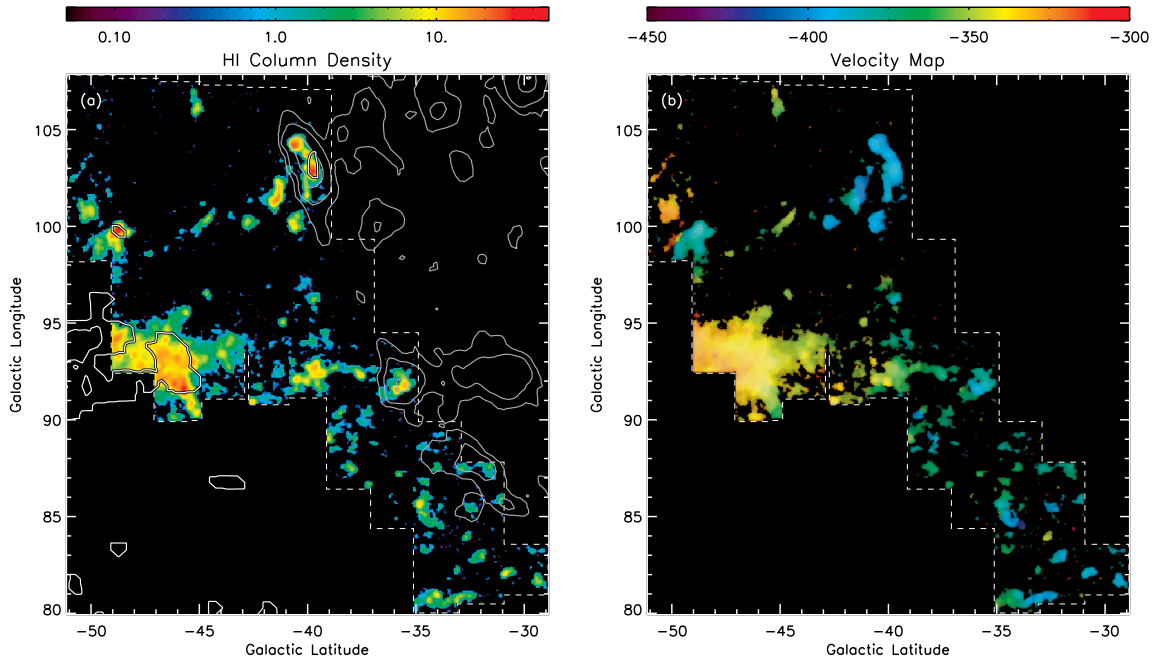 0.10 1.0 10.
HI Column Density
(a)
105
100
95
90
85
80
Galactic Longitude
−50 −45 −40 −35 −30
Galactic Latitude
−450 −400 −350 −300
Velocity Map
(b)
105
100
95
90
85
80
Galactic Longitude
−50 −45 −40 −35 −30
Galactic Latitude